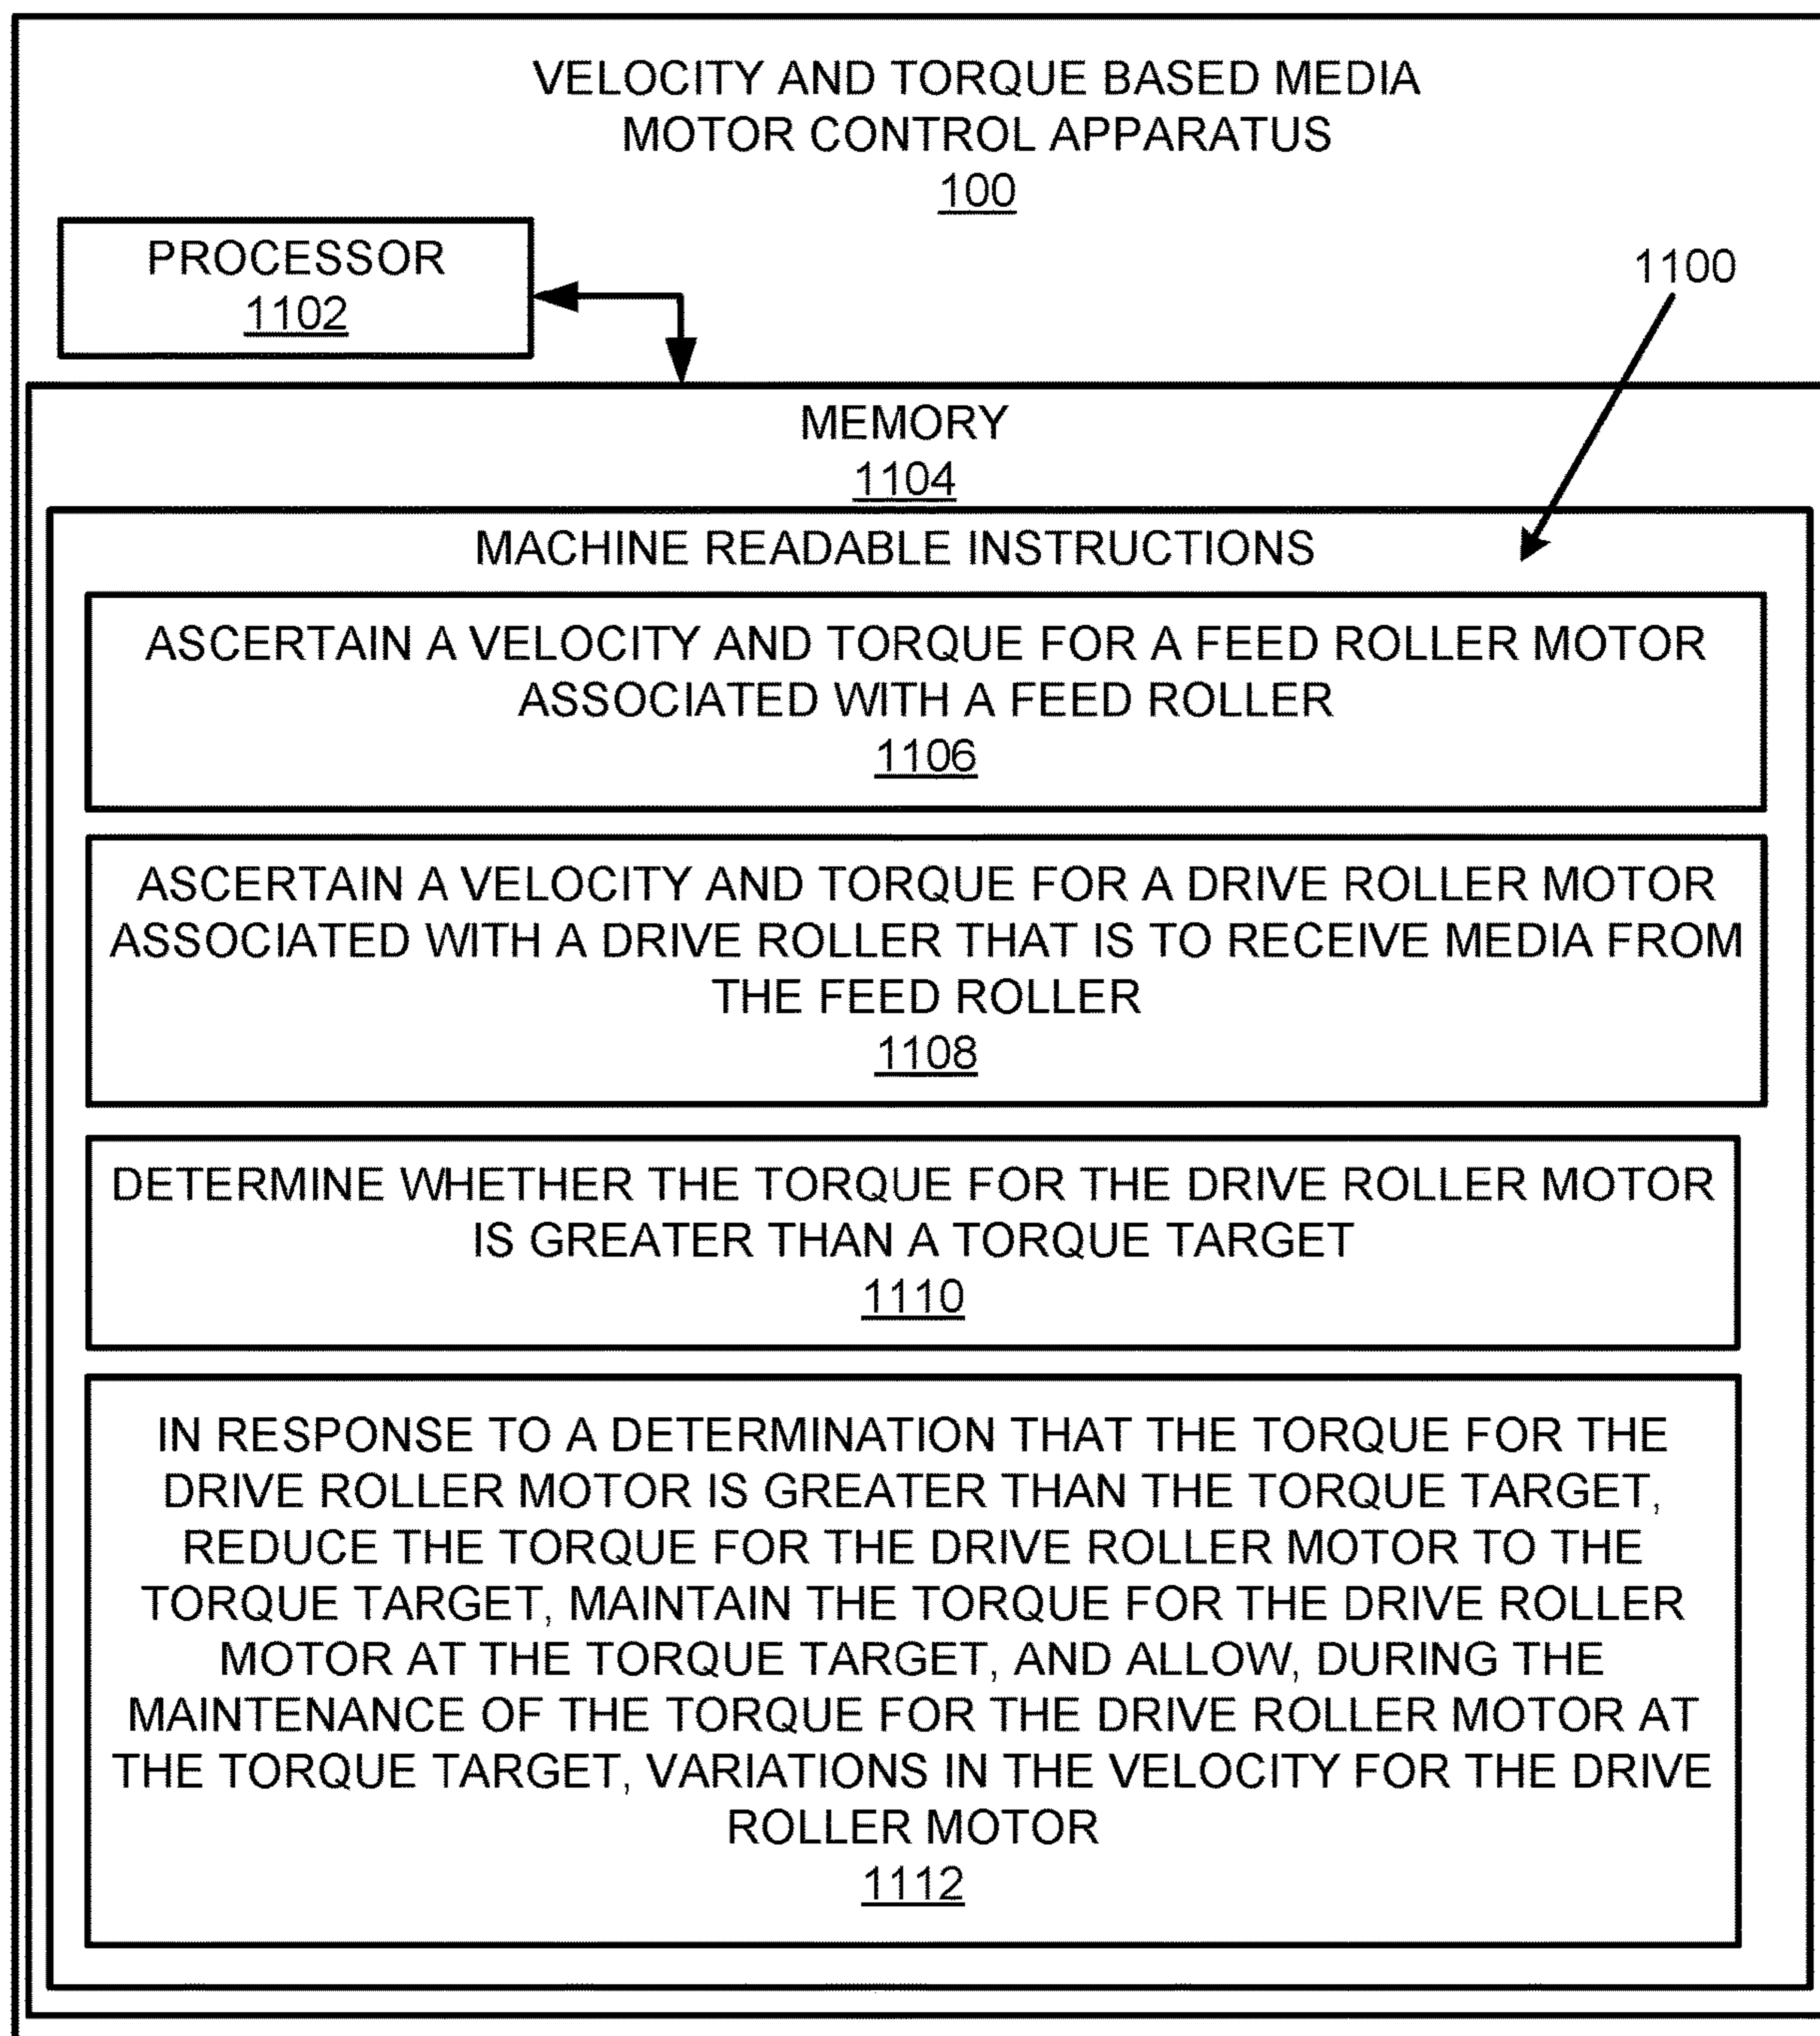 VELOCITY AND TORQUE BASED MEDIA
MOTOR CONTROL APPARATUS
100
PROCESSOR
1102
1100
MEMORY
1104
MACHINE READABLE INSTRUCTIONS
ASCERTAIN A VELOCITY AND TORQUE FOR A FEED ROLLER MOTOR
ASSOCIATED WITH A FEED ROLLER
1106
ASCERTAIN A VELOCITY AND TORQUE FOR A DRIVE ROLLER MOTOR
ASSOCIATED WITH A DRIVE ROLLER THAT IS TO RECEIVE MEDIA FROM
THE FEED ROLLER
1108
DETERMINE WHETHER THE TORQUE FOR THE DRIVE ROLLER MOTOR
IS GREATER THAN A TORQUE TARGET
1110
IN RESPONSE TO A DETERMINATION THAT THE TORQUE FOR THE
DRIVE ROLLER MOTOR IS GREATER THAN THE TORQUE TARGET,
REDUCE THE TORQUE FOR THE DRIVE ROLLER MOTOR TO THE
TORQUE TARGET, MAINTAIN THE TORQUE FOR THE DRIVE ROLLER
MOTOR AT THE TORQUE TARGET, AND ALLOW, DURING THE
MAINTENANCE OF THE TORQUE FOR THE DRIVE ROLLER MOTOR AT
THE TORQUE TARGET, VARIATIONS IN THE VELOCITY FOR THE DRIVE
ROLLER MOTOR
1112